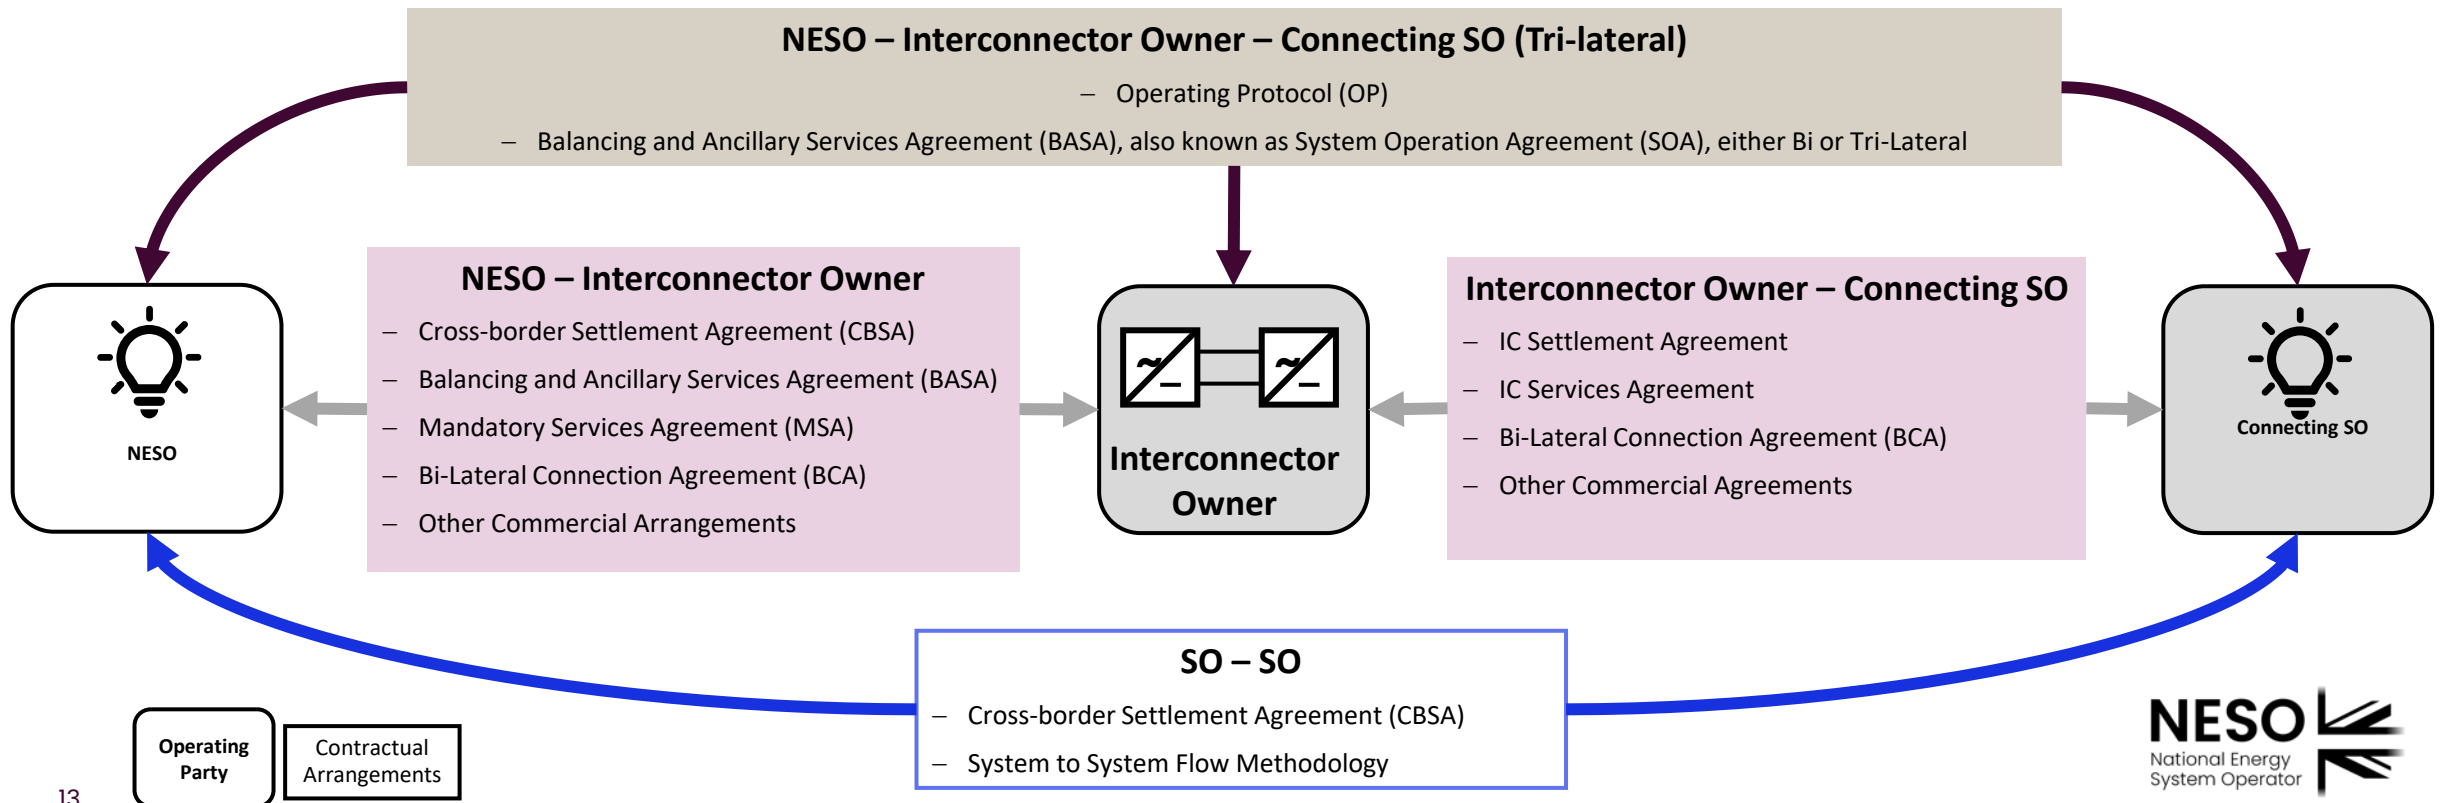 NESO – Interconnector Owner – Connecting SO (Tri-lateral)
– Operating Protocol (OP)
– Balancing and Ancillary Services Agreement (BASA), also known as System Operation Agreement (SOA), either Bi or Tri-Lateral
NESO
NESO – Interconnector Owner
– Cross-border Settlement Agreement (CBSA)
– Balancing and Ancillary Services Agreement (BASA)
– Mandatory Services Agreement (MSA)
– Bi-Lateral Connection Agreement (BCA)
– Other Commercial Arrangements
Interconnector
Owner
Interconnector Owner – Connecting SO
– IC Settlement Agreement
– IC Services Agreement
– Bi-Lateral Connection Agreement (BCA)
– Other Commercial Agreements
Connecting SO
SO – SO
– Cross-border Settlement Agreement (CBSA)
– System to System Flow Methodology
Operating
Party
Contractual
Arrangements
13
NESO
National Energy
System Operator